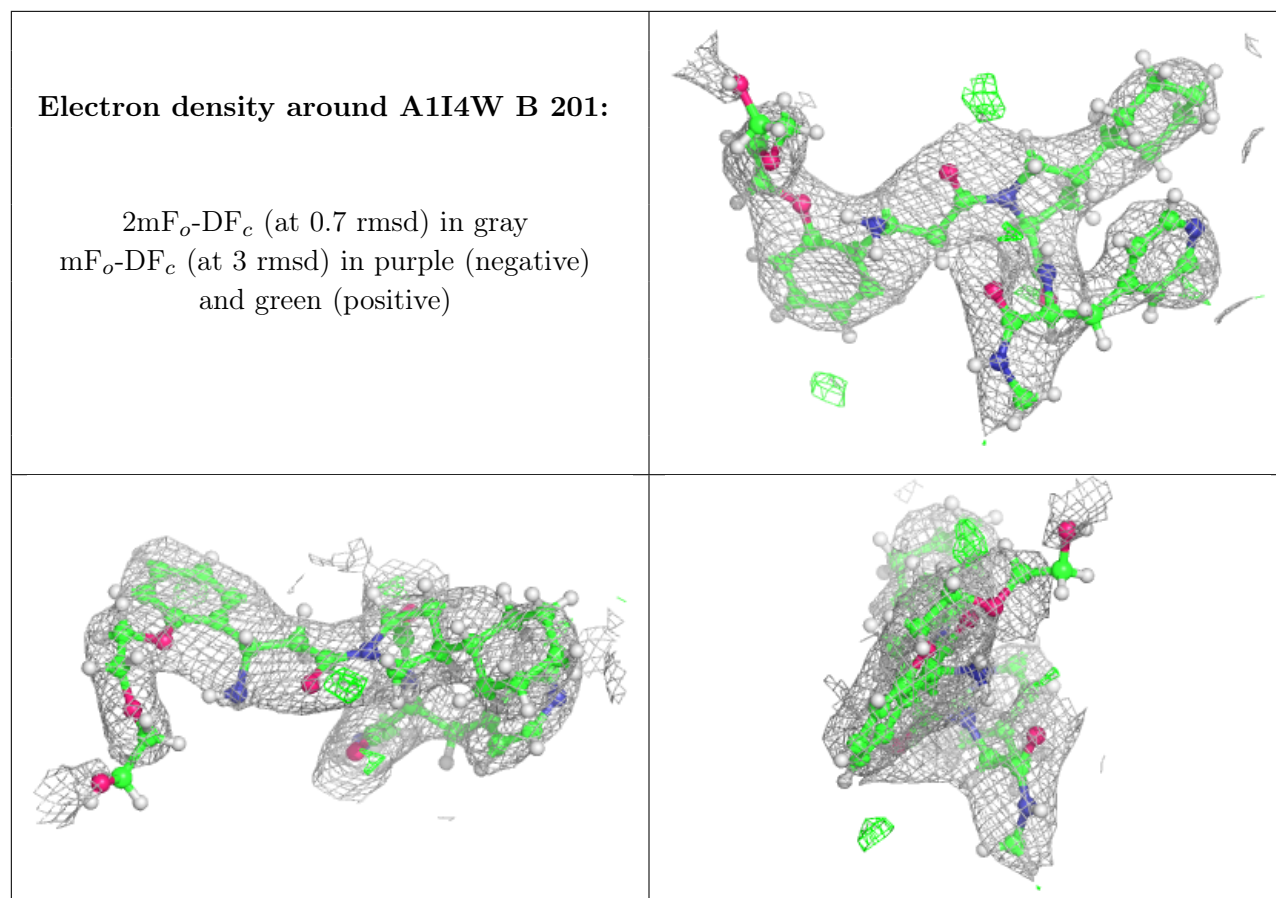 Electron density around A1I4W B 201:
2mFo-DFc (at 0.7 rmsd) in gray
mFo-DFc (at 3 rmsd) in purple (negative)
and green (positive)